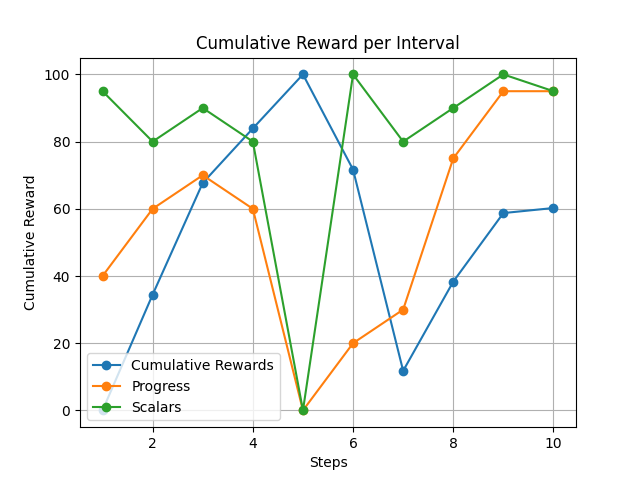 Cumulative Reward per Interval
Cumulative Reward
100
80
60
40
20
0
Cumulative Rewards
Progress
Scalars
2
4
6
8
10
Steps